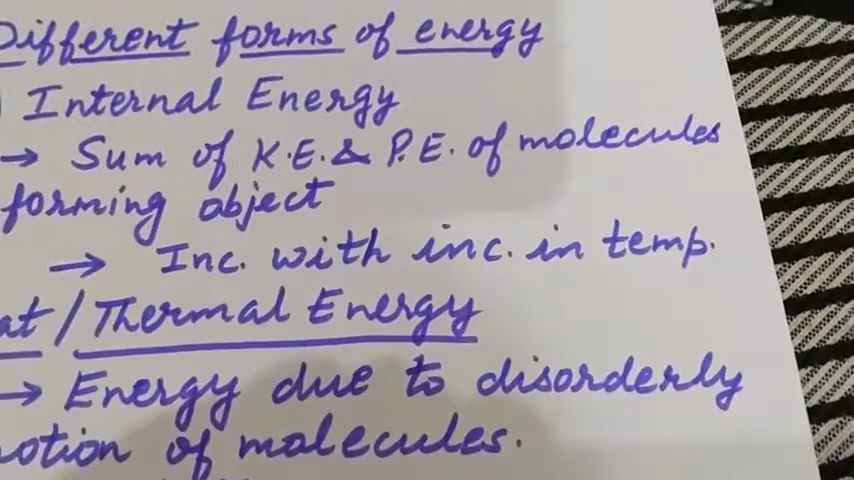 Different forms of energy
) Internal Energy
→ Sum of K.E. & P.E. of molecules
forming object
→ Inc. with inc. in temp.
at / Thermal Energy
→ Energy due to disorderly
motion of molecules.